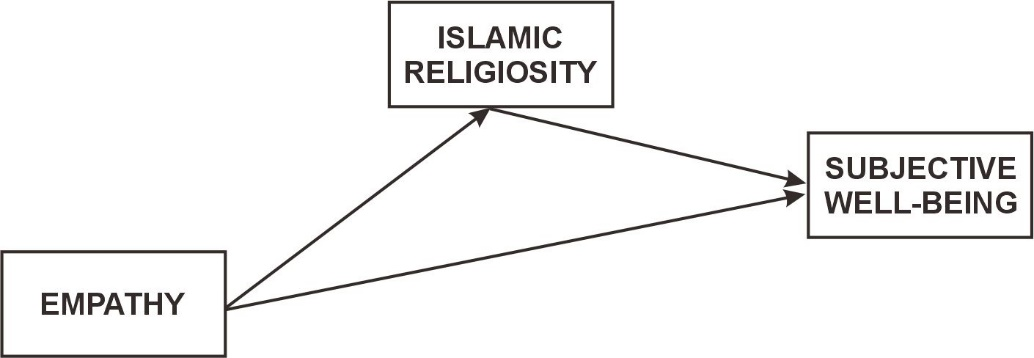 ISLAMIC
RELIGIOSITY
SUBJECTIVE
WELL-BEING
EMPATHY